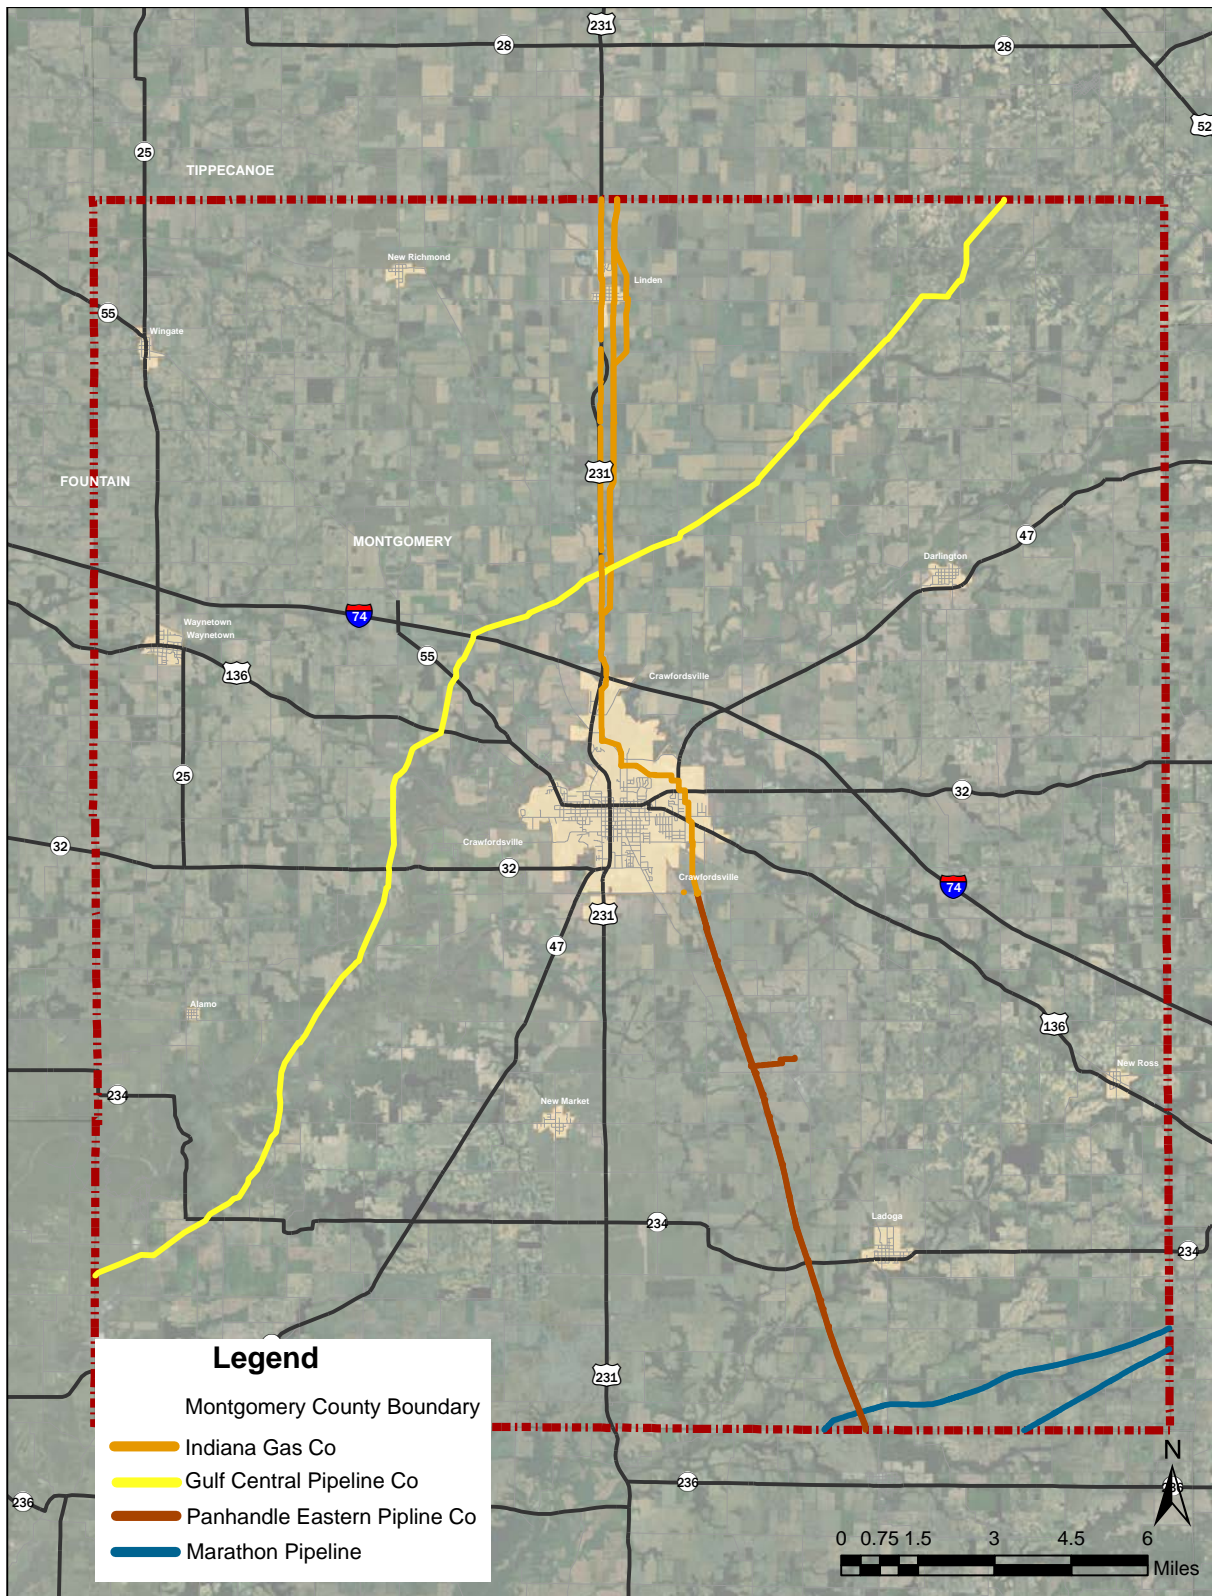 231
28
28
52
25
TIPPECANOE
New Richmond
Linden
55
Wingate
231
FOUNTAIN
47
MONTGOMERY
Darlington
74
Waynetown
Waynetown
55
136
Crawfordsville
25
32
32
Crawfordsville
32
Crawfordsville
74
231
47
Alamo
136
New Ross
234
New Market
Ladoga
234
234
Legend
Montgomery County Boundary
Indiana Gas Co
Gulf Central Pipeline Co
Panhandle Eastern Pipline Co
Marathon Pipeline
231
N
236
236
236
0 0.75 1.5 3 4.5 6
Miles